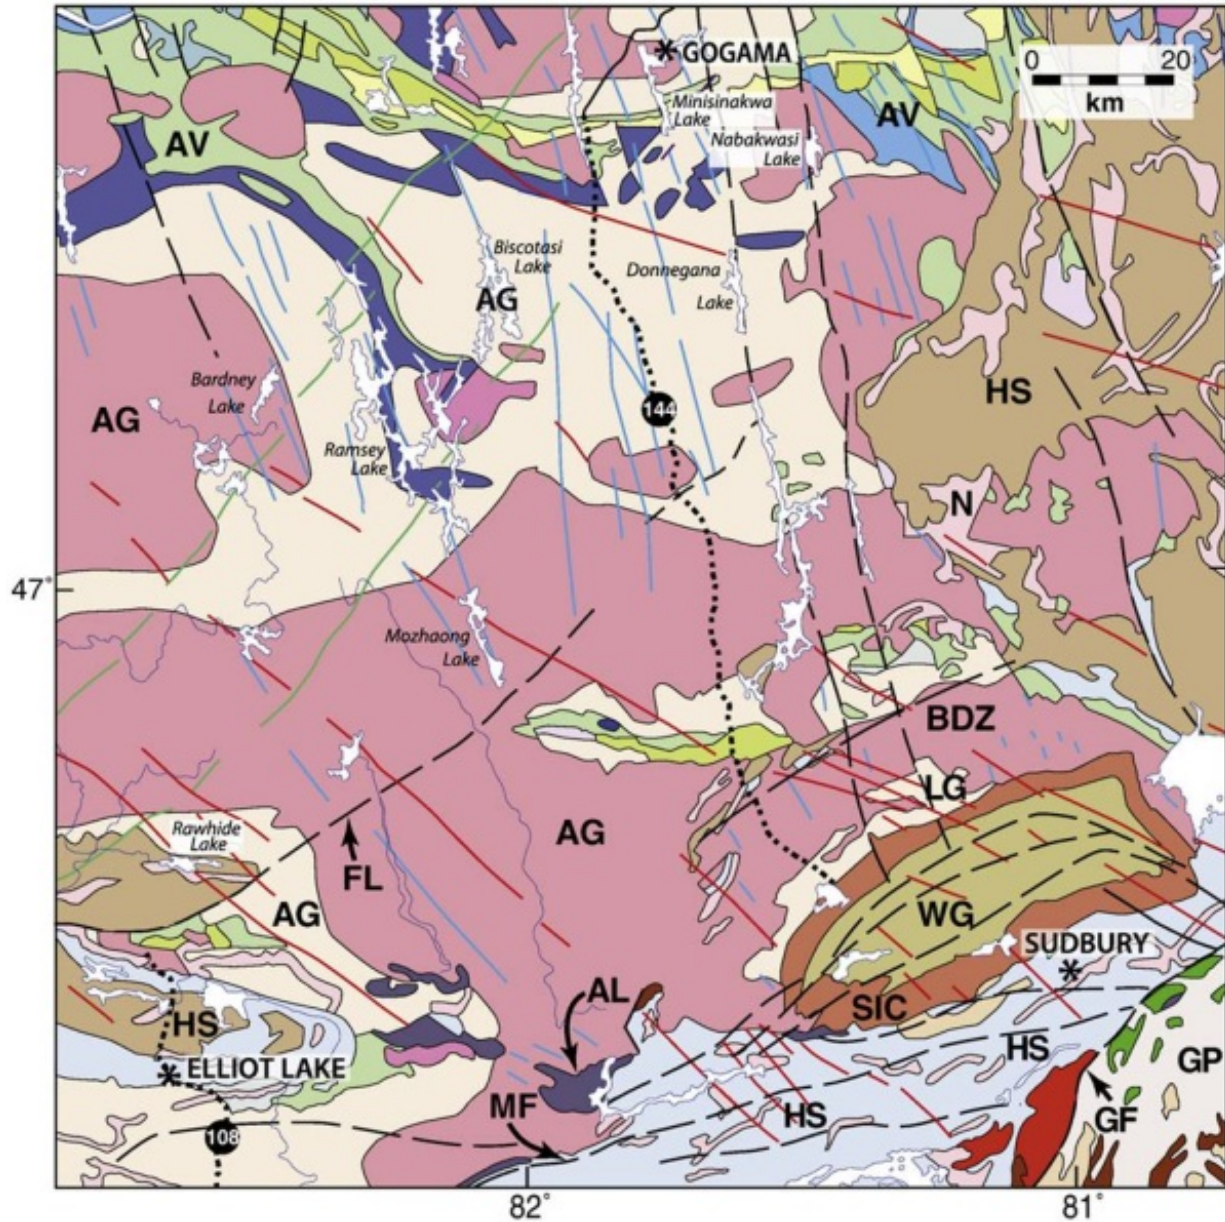 GOGAMA
0 20
km
Minisinakwa
Lake
AV
AV
Nabakwasi
Lake
Biscotasi
Lake
Donnegana
Lake
AG
Bardney
Lake
HS
144
AG
Ramsey
Lake
N
47°
Mozhaong
Lake
BDZ
LG
Rawhide
Lake
AG
FL
AG
WG
SUDBURY
AL
SIC
HS
HS
GP
ELLIOT LAKE
MF
HS
GF
108
82° 81°